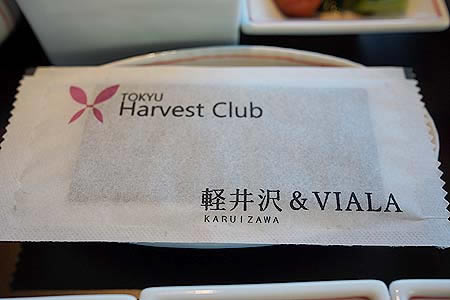 TOKYU
Harvest Club
軽井沢 & VIALA
KARUIZAWA